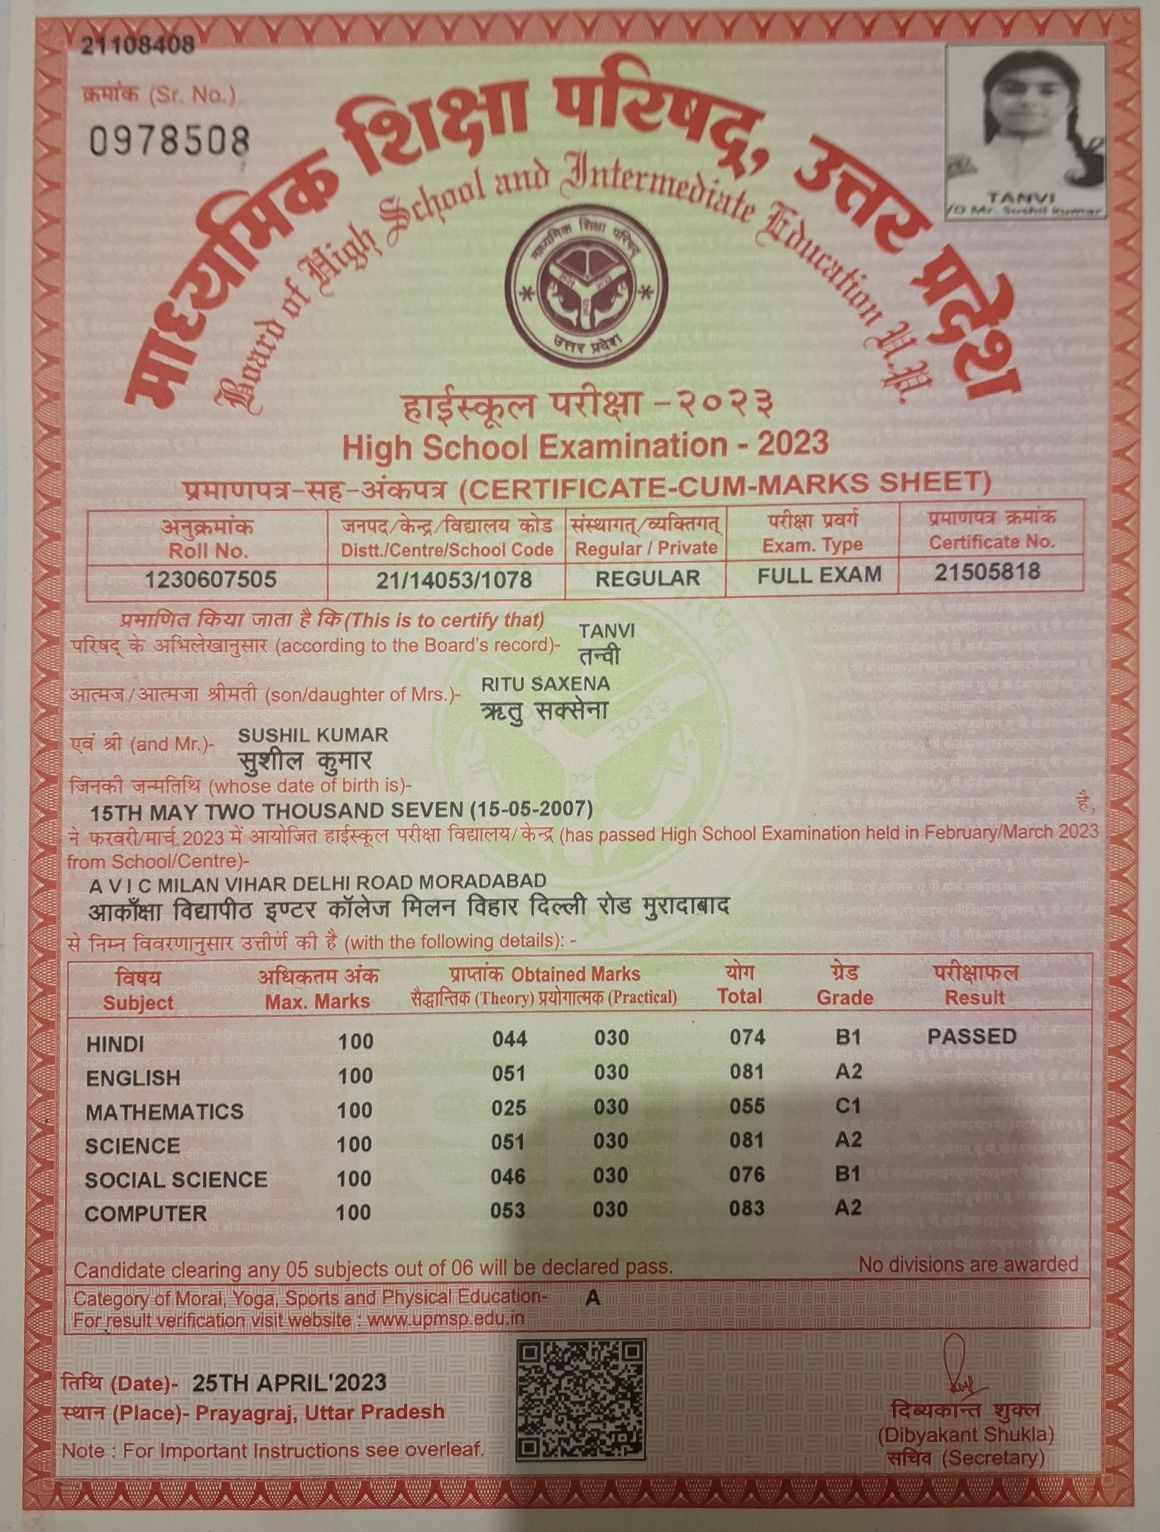 21108408
क्रमांक (Sr. No.)
0978508
माध्यमिक शिक्षा परिषद्, उत्तर प्रदेश
Board of High School and Intermediate Education U.P.
TANVI
/O Mr. Sushil kumar
माध्यमिक शिक्षा परिषद्
उत्तर प्रदेश
हाईस्कूल परीक्षा -२०२३
High School Examination - 2023
प्रमाणपत्र-सह-अंकपत्र (CERTIFICATE-CUM-MARKS SHEET)
अनुक्रमांक जनपद/केन्द्र/विद्यालय कोड संस्थागत्/व्यक्तिगत् परीक्षा प्रवर्ग प्रमाणपत्र क्रमांक
Roll No. Distt./Centre/School Code Regular / Private Exam. Type Certificate No.
1230607505 21/14053/1078 REGULAR FULL EXAM 21505818
प्रमाणित किया जाता है कि (This is to certify that)
TANVI
परिषद् के अभिलेखानुसार (according to the Board's record)-
तन्वी
RITU SAXENA
आत्मज/आत्मजा श्रीमती (son/daughter of Mrs.)-
ऋतु सक्सेना
SUSHIL KUMAR
एवं श्री (and Mr.)-
सुशील कुमार
जिनकी जन्मतिथि (whose date of birth is)-
15TH MAY TWO THOUSAND SEVEN (15-05-2007) है,
ने फरवरी/मार्च 2023 में आयोजित हाईस्कूल परीक्षा विद्यालय/केन्द्र (has passed High School Examination held in February/March 2023
from School/Centre)-
A V I C MILAN VIHAR DELHI ROAD MORADABAD
आकाँक्षा विद्यापीठ इण्टर कॉलेज मिलन विहार दिल्ली रोड मुरादाबाद
से निम्न विवरणानुसार उत्तीर्ण की है (with the following details): -
विषय अधिकतम अंक प्राप्तांक Obtained Marks योग ग्रेड परीक्षाफल
Subject Max. Marks सैद्धान्तिक (Theory) प्रयोगात्मक (Practical) Total Grade Result
HINDI 100 044 030 074 B1 PASSED
ENGLISH 100 051 030 081 A2
MATHEMATICS 100 025 030 055 C1
SCIENCE 100 051 030 081 A2
SOCIAL SCIENCE 100 046 030 076 B1
COMPUTER 100 053 030 083 A2
Candidate clearing any 05 subjects out of 06 will be declared pass. No divisions are awarded
Category of Moral, Yoga, Sports and Physical Education- A
For result verification visit website : www.upmsp.edu.in
तिथि (Date)- 25TH APRIL'2023
स्थान (Place)- Prayagraj, Uttar Pradesh
Note : For Important Instructions see overleaf.
दिब्यकान्त शुक्ल
(Dibyakant Shukla)
सचिव (Secretary)